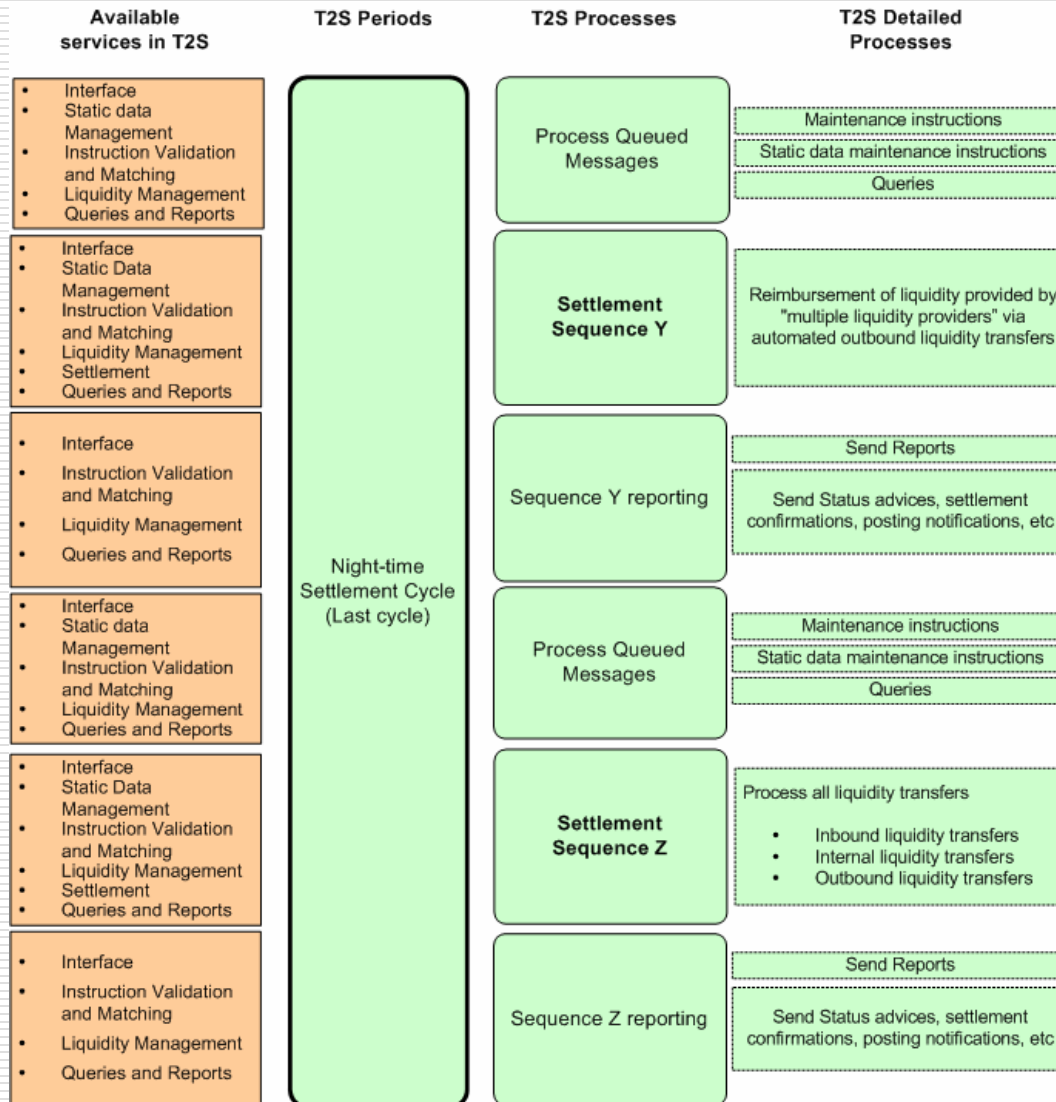 Available
services in T2S
T2S Periods
T2S Processes
T2S Detailed
Processes
• Interface
• Static data
Management
• Instruction Validation
and Matching
• Liquidity Management
• Queries and Reports
Process Queued
Messages
Maintenance instructions
Static data maintenance instructions
Queries
• Interface
• Static Data
Management
• Instruction Validation
and Matching
• Liquidity Management
• Settlement
• Queries and Reports
Settlement
Sequence Y
Reimbursement of liquidity provided by
"multiple liquidity providers" via
automated outbound liquidity transfers
• Interface
• Instruction Validation
and Matching
• Liquidity Management
• Queries and Reports
Night-time
Settlement Cycle
(Last cycle)
Sequence Y reporting
Send Reports
Send Status advices, settlement
confirmations, posting notifications, etc
• Interface
• Static data
Management
• Instruction Validation
and Matching
• Liquidity Management
• Queries and Reports
Process Queued
Messages
Maintenance instructions
Static data maintenance instructions
Queries
• Interface
• Static Data
Management
• Instruction Validation
and Matching
• Liquidity Management
• Settlement
• Queries and Reports
Settlement
Sequence Z
Process all liquidity transfers
• Inbound liquidity transfers
• Internal liquidity transfers
• Outbound liquidity transfers
• Interface
• Instruction Validation
and Matching
• Liquidity Management
• Queries and Reports
Sequence Z reporting
Send Reports
Send Status advices, settlement
confirmations, posting notifications, etc